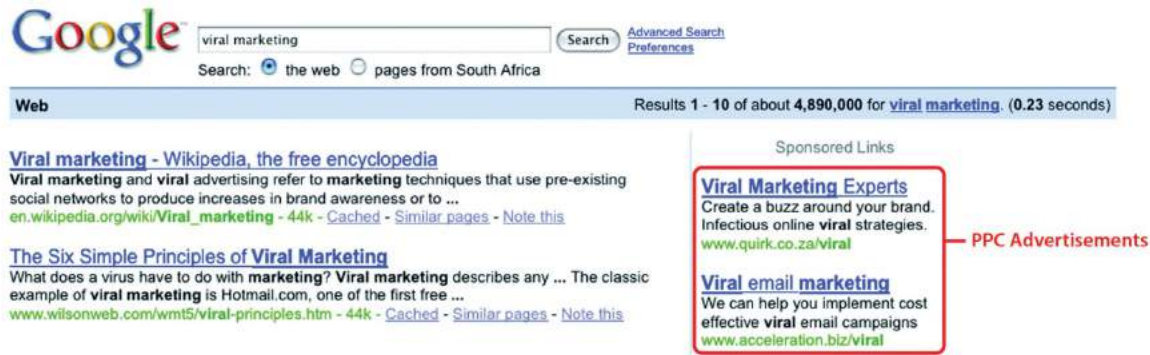 Google™
viral marketing
Search
Advanced Search
Preferences
Search: the web pages from South Africa
Web
Results 1 - 10 of about 4,890,000 for viral marketing. (0.23 seconds)
Viral marketing - Wikipedia, the free encyclopedia
Viral marketing and viral advertising refer to marketing techniques that use pre-existing
social networks to produce increases in brand awareness or to ...
en.wikipedia.org/wiki/Viral_marketing - 44k - Cached - Similar pages - Note this
The Six Simple Principles of Viral Marketing
What does a virus have to do with marketing? Viral marketing describes any ... The classic
example of viral marketing is Hotmail.com, one of the first free ...
www.wilsonweb.com/wmt5/viral-principles.htm - 44k - Cached - Similar pages - Note this
Sponsored Links
Viral Marketing Experts
Create a buzz around your brand.
Infectious online viral strategies.
www.quirk.co.za/viral
Viral email marketing
We can help you implement cost
effective viral email campaigns
www.acceleration.biz/viral
PPC Advertisements